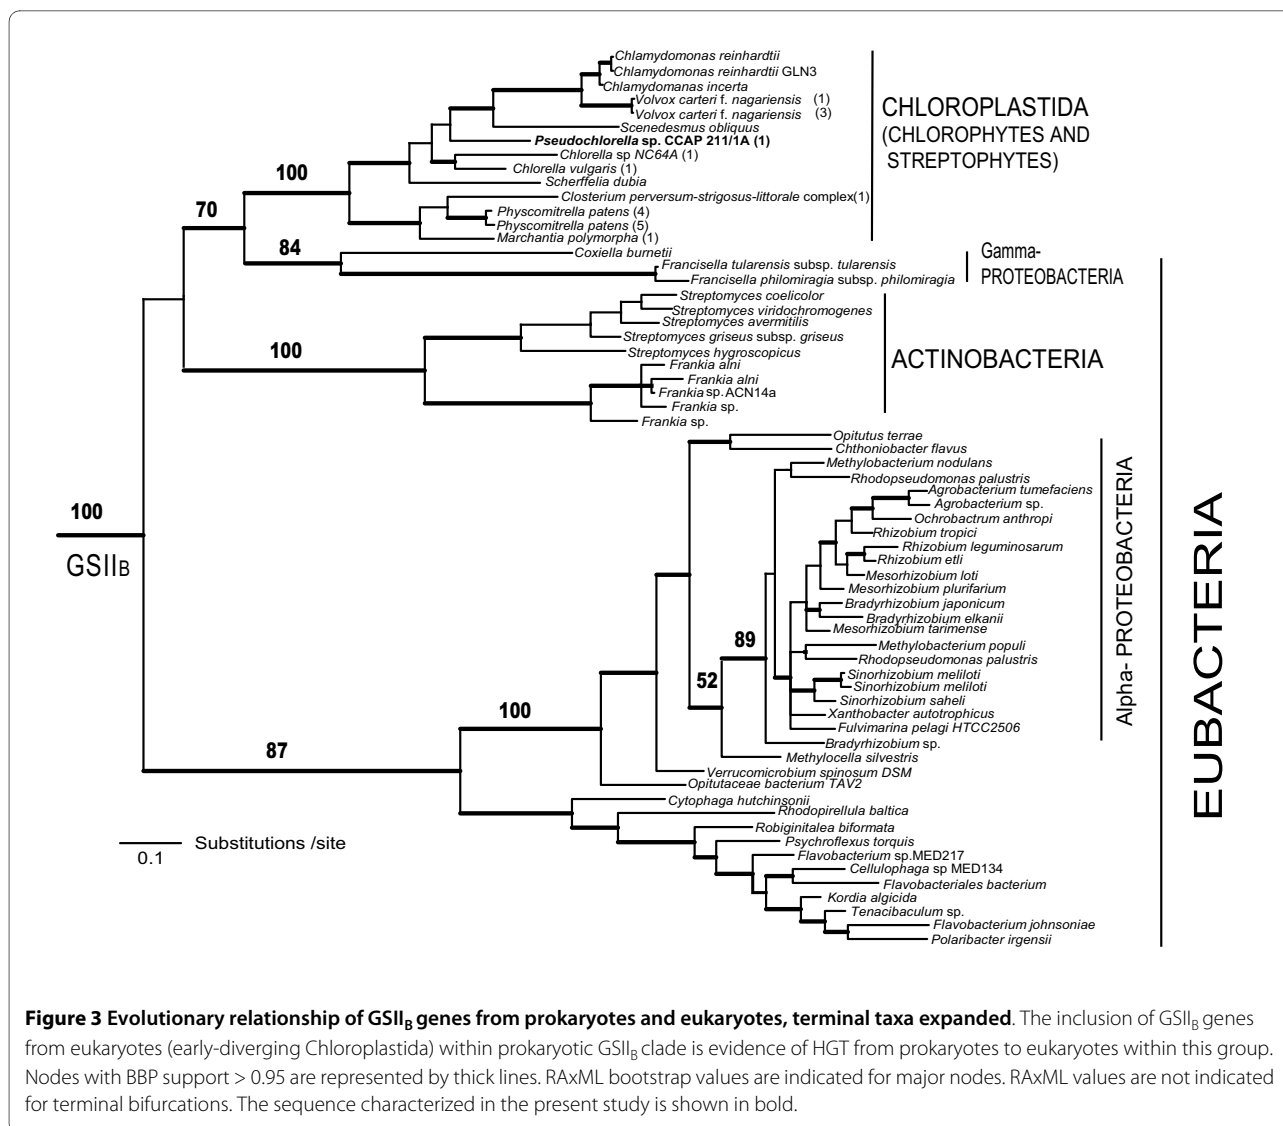 Chlamydomonas reinhardtii
Chlamydomonas reinhardtii GLN3
Chlamydomanas incerta
Volvox carteri f. nagariensis (1)
Volvox carteri f. nagariensis (3)
Scenedesmus obliquus
Pseudochlorella sp. CCAP 211/1A (1)
Chlorella sp NC64A (1)
Chlorella vulgaris (1)
Scherffelia dubia
Closterium perversum-strigosus-littorale complex(1)
Physcomitrella patens (4)
Physcomitrella patens (5)
Marchantia polymorpha (1)
CHLOROPLASTIDA
(CHLOROPHYTES AND
STREPTOPHYTES)
100
70
84
Coxiella burnetii
Francisella tularensis subsp. tularensis
Francisella philomiragia subsp. philomiragia
Gamma-
PROTEOBACTERIA
Streptomyces coelicolor
Streptomyces viridochromogenes
Streptomyces avermitilis
Streptomyces griseus subsp. griseus
Streptomyces hygroscopicus
Frankia alni
Frankia alni
Frankia sp. ACN14a
Frankia sp.
Frankia sp.
ACTINOBACTERIA
100
Opitutus terrae
Chthoniobacter flavus
Methylobacterium nodulans
Rhodopseudomonas palustris
Agrobacterium tumefaciens
Agrobacterium sp.
Ochrobactrum anthropi
Rhizobium tropici
Rhizobium leguminosarum
Rhizobium etli
Mesorhizobium loti
Mesorhizobium plurifarium
Bradyrhizobium japonicum
Bradyrhizobium elkanii
Mesorhizobium tarimense
Methylobacterium populi
Rhodopseudomonas palustris
Sinorhizobium meliloti
Sinorhizobium meliloti
Sinorhizobium saheli
Xanthobacter autotrophicus
Fulvimarina pelagi HTCC2506
Bradyrhizobium sp.
Methylocella silvestris
Verrucomicrobium spinosum DSM
Opitutaceae bacterium TAV2
Alpha- PROTEOBACTERIA
EUBACTERIA
100
GSIIB
89
52
100
87
Cytophaga hutchinsonii
Rhodopirellula baltica
Robiginitalea biformata
Psychroflexus torquis
Flavobacterium sp.MED217
Cellulophaga sp MED134
Flavobacteriales bacterium
Kordia algicida
Tenacibaculum sp.
Flavobacterium johnsoniae
Polaribacter irgensii
Substitutions /site
0.1
Figure 3 Evolutionary relationship of GSIIB genes from prokaryotes and eukaryotes, terminal taxa expanded. The inclusion of GSIIB genes
from eukaryotes (early-diverging Chloroplastida) within prokaryotic GSIIB clade is evidence of HGT from prokaryotes to eukaryotes within this group.
Nodes with BBP support > 0.95 are represented by thick lines. RAxML bootstrap values are indicated for major nodes. RAxML values are not indicated
for terminal bifurcations. The sequence characterized in the present study is shown in bold.